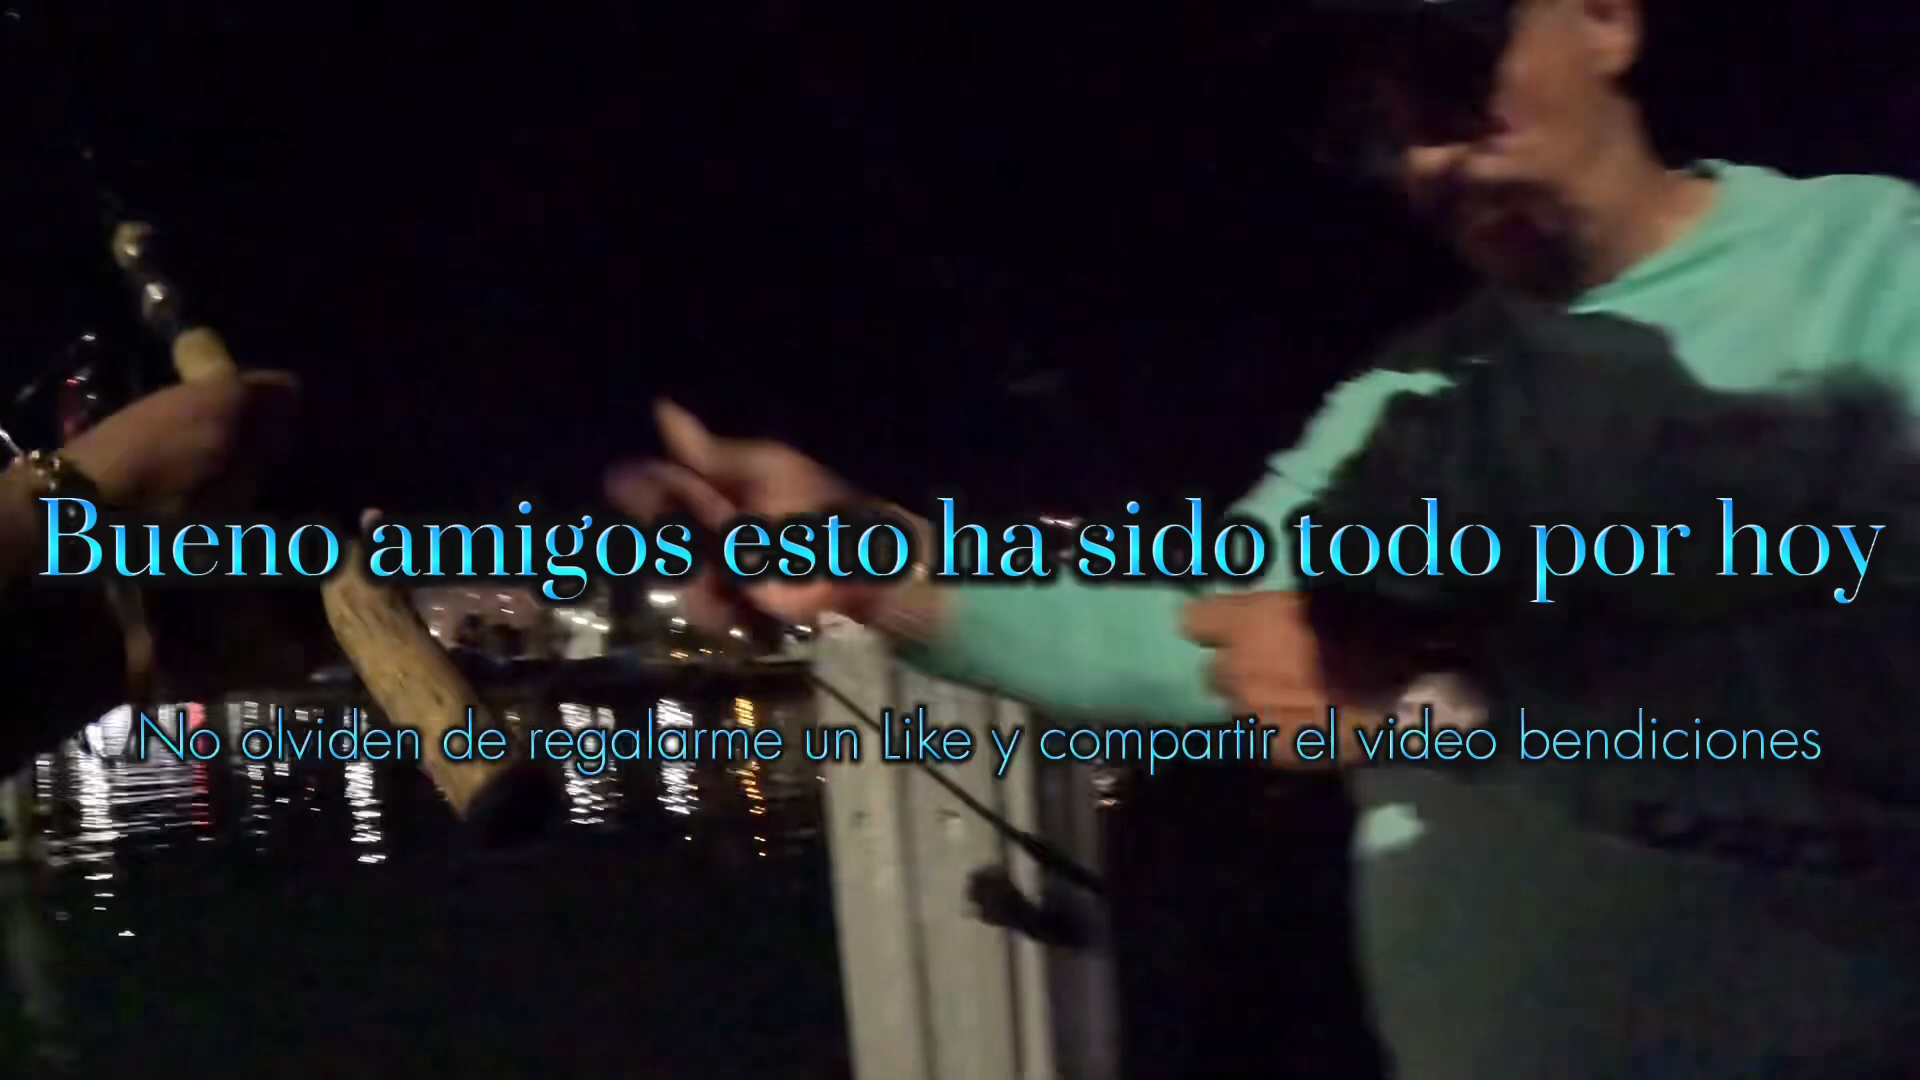 Bueno amigos esto ha sido todo por hoy
No olviden de regalarme un Like y compartir el video bendiciones